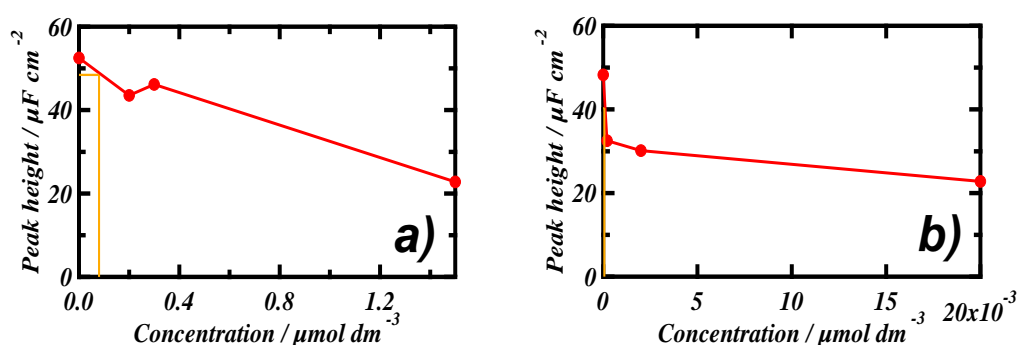 60
40
20
0
Peak height / µF cm⁻²
0.0 0.4 0.8 1.2
Concentration / µmol dm⁻³
a)
60
40
20
0
Peak height / µF cm⁻²
0 5 10 15 20x10⁻³
Concentration / µmol dm⁻³
b)